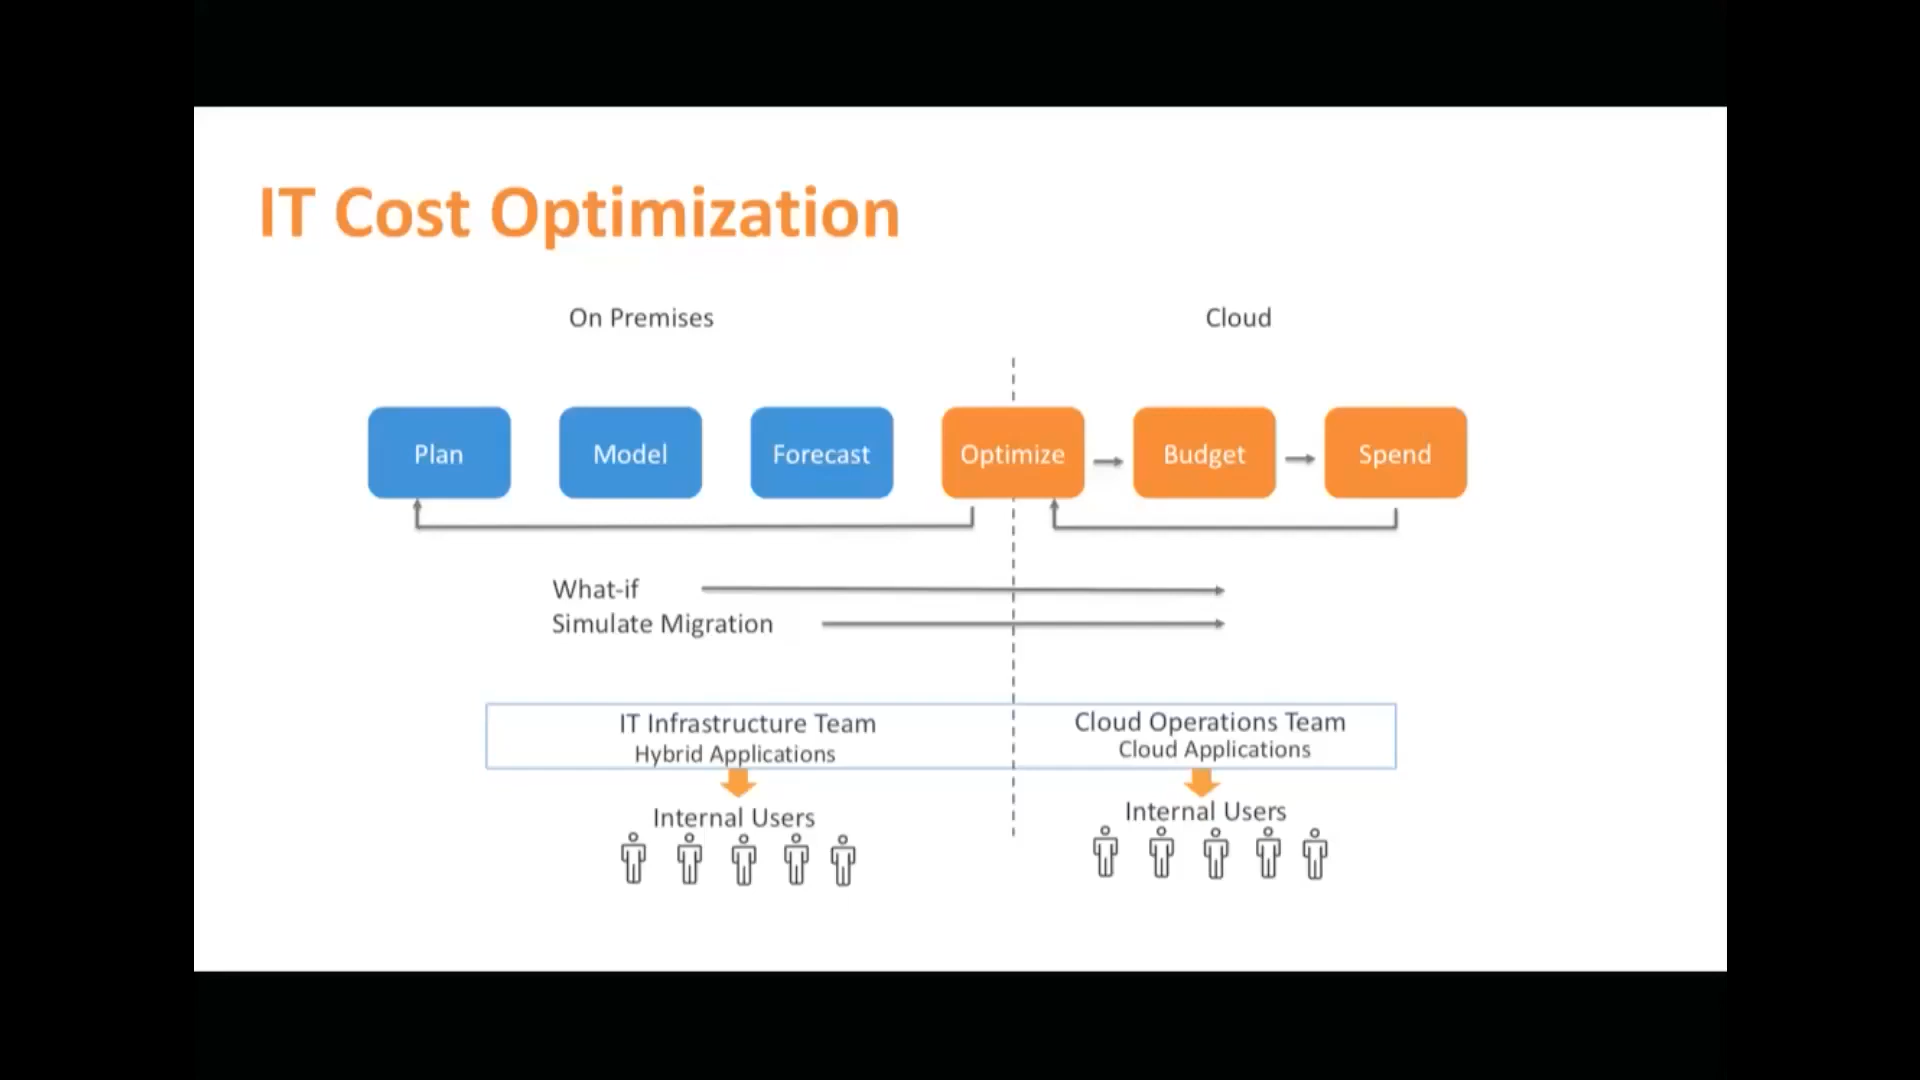 IT Cost Optimization
On Premises
Cloud
Plan
Model
Forecast
Optimize
Budget
Spend
What-if
Simulate Migration
IT Infrastructure Team
Hybrid Applications
Cloud Operations Team
Cloud Applications
Internal Users
Internal Users